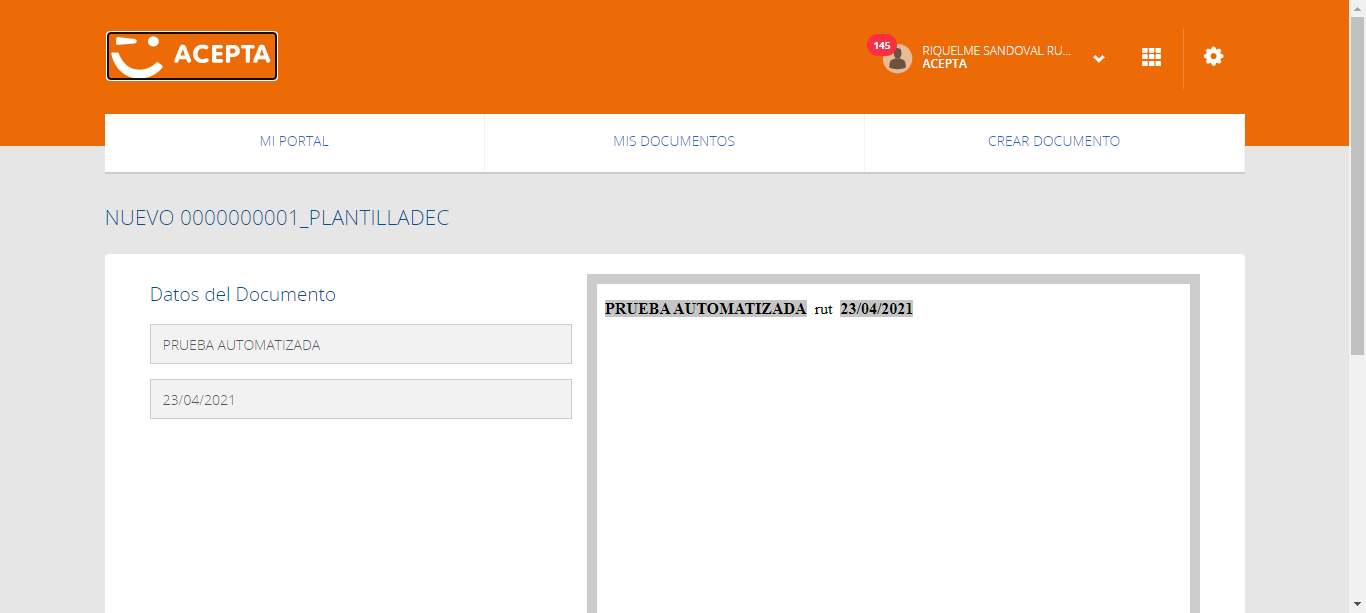 ACEPTA
145
RIQUELME SANDOVAL RU...
ACEPTA
MI PORTAL
MIS DOCUMENTOS
CREAR DOCUMENTO
NUEVO 0000000001_PLANTILLADEC
Datos del Documento
PRUEBA AUTOMATIZADA
23/04/2021
PRUEBA AUTOMATIZADA rut 23/04/2021